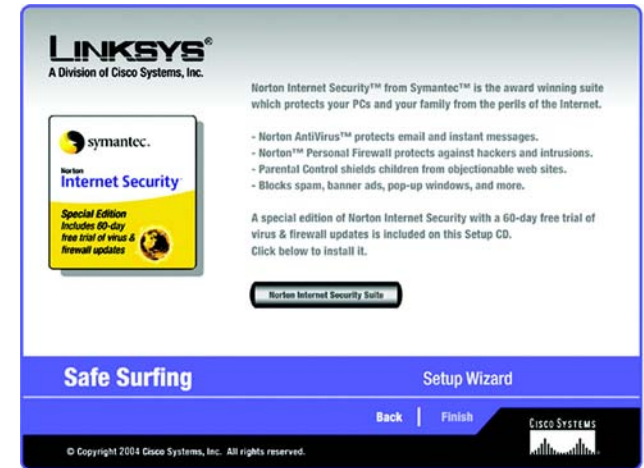 LINKSYS®
A Division of Cisco Systems, Inc.
Norton Internet Security™ from Symantec™ is the award winning suite
which protects your PCs and your family from the perils of the Internet.
- Norton AntiVirus™ protects email and instant messages.
- Norton™ Personal Firewall protects against hackers and intrusions.
- Parental Control shields children from objectionable web sites.
- Blocks spam, banner ads, pop-up windows, and more.
A special edition of Norton Internet Security with a 60-day free trial of
virus & firewall updates is included on this Setup CD.
Click below to install it.
symantec.
Norton
Internet Security
Special Edition
Includes 60-day
free trial of virus &
firewall updates
Norton Internet Security Suite
Safe Surfing
Setup Wizard
Back
Finish
CISCO SYSTEMS
© Copyright 2004 Cisco Systems, Inc. All rights reserved.